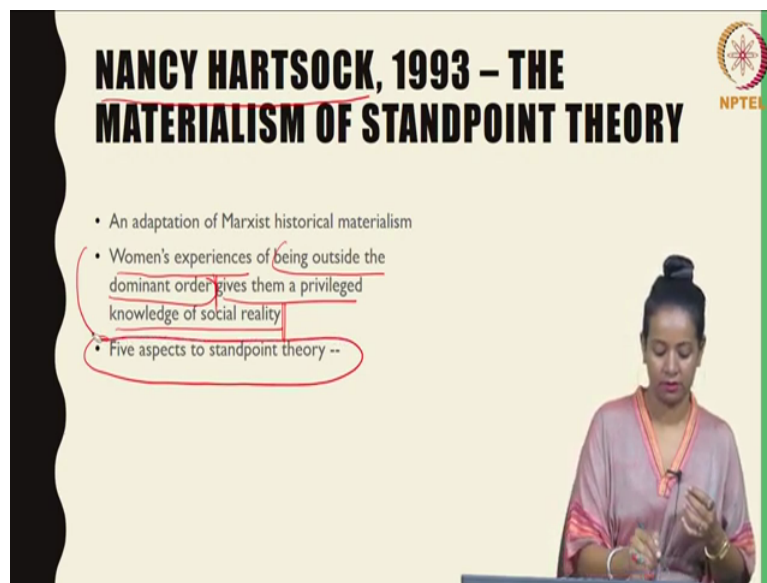 NANCY HARTSOCK, 1993 – THE
MATERIALISM OF STANDPOINT THEORY
NPTEL
• An adaptation of Marxist historical materialism
• Women's experiences of being outside the
dominant order gives them a privileged
knowledge of social reality
• Five aspects to standpoint theory --